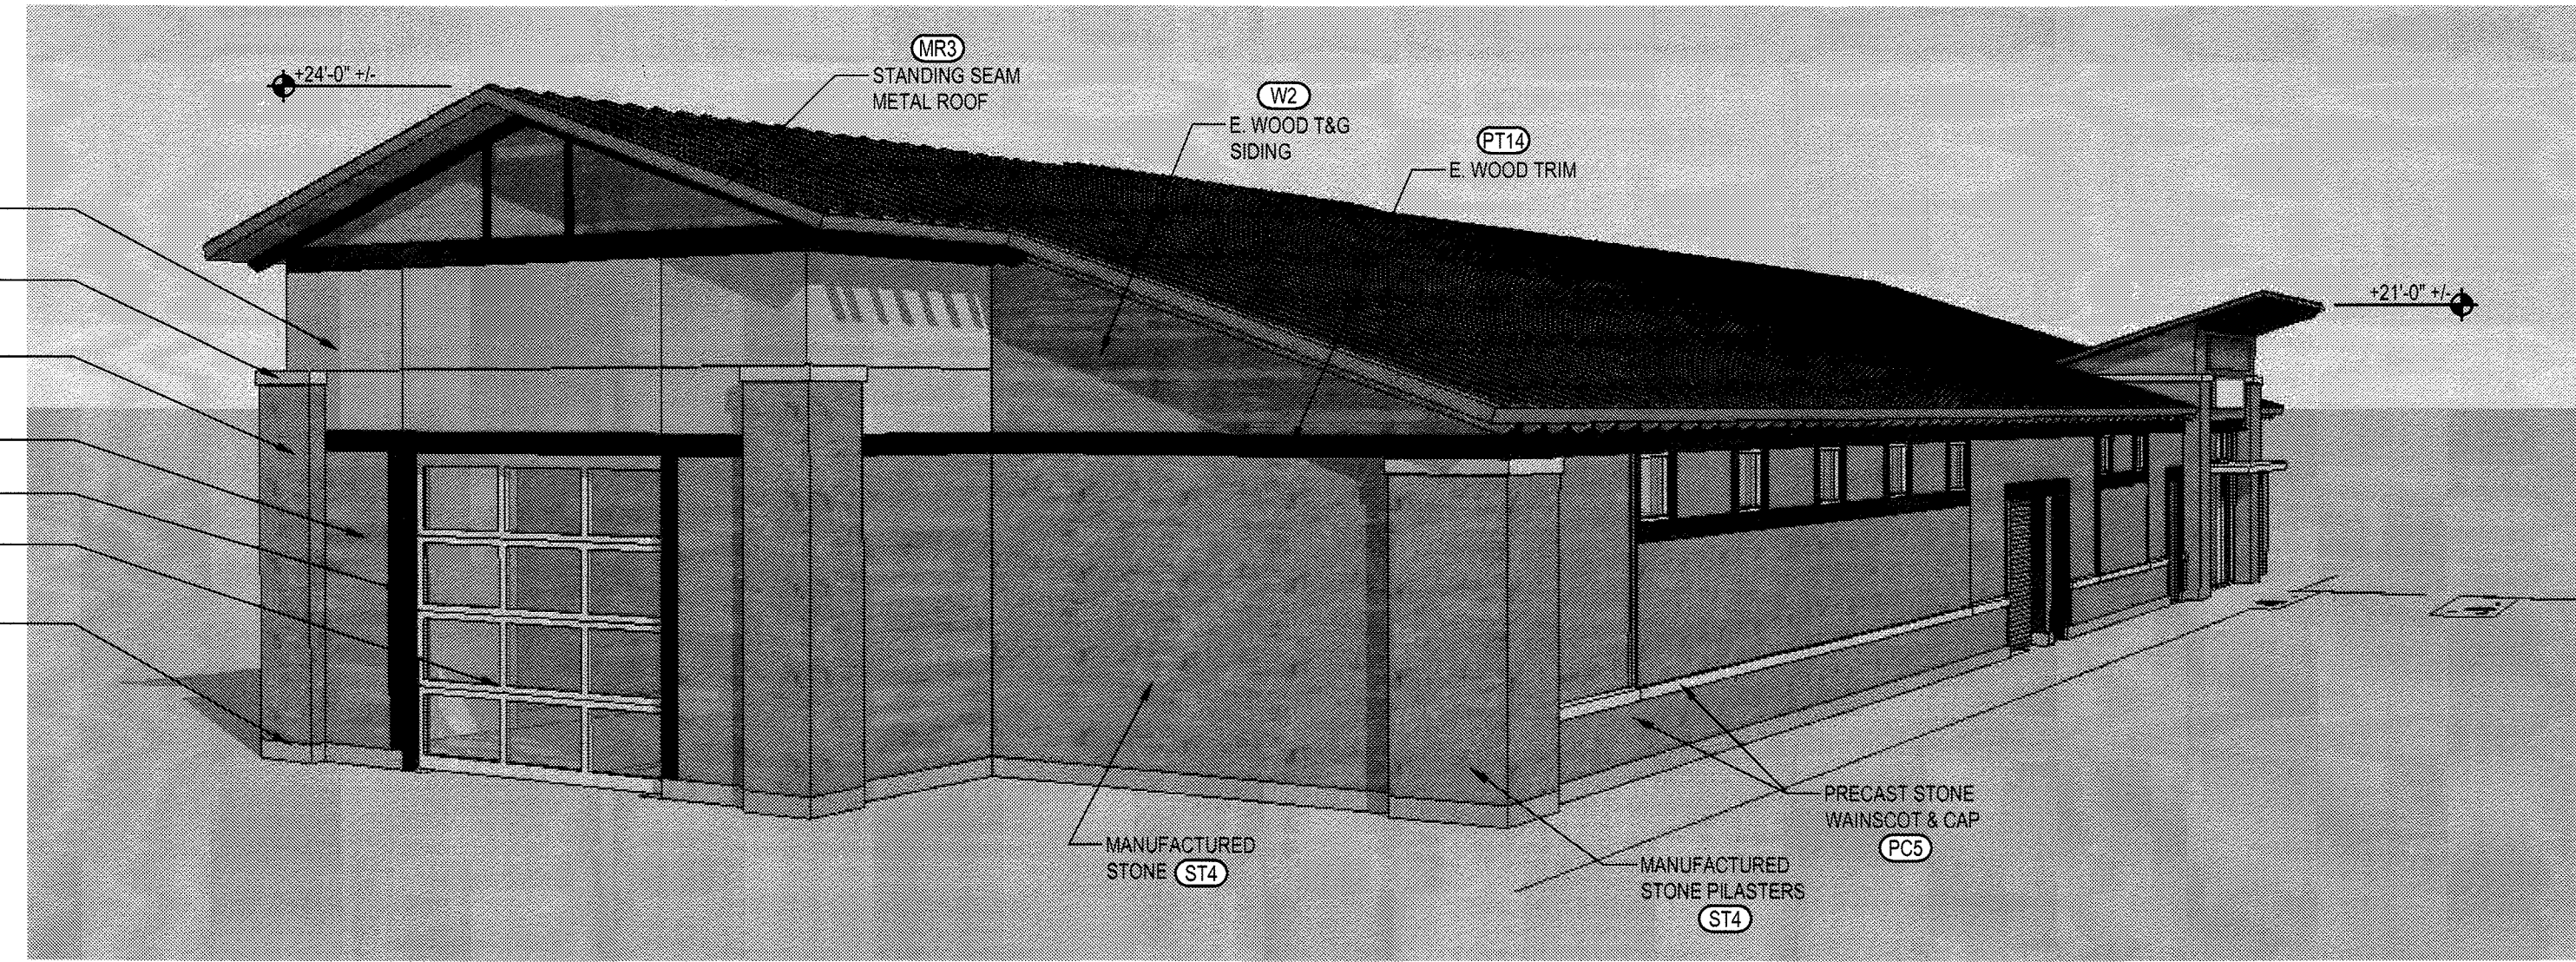 MR3
+24'-0" +/-
STANDING SEAM
METAL ROOF
W2
E. WOOD T&G
SIDING
PT14
E. WOOD TRIM
+21'-0" +/-
PRECAST STONE
WAINSCOT & CAP
PC5
MANUFACTURED
STONE ST4
MANUFACTURED
STONE PILASTERS
ST4